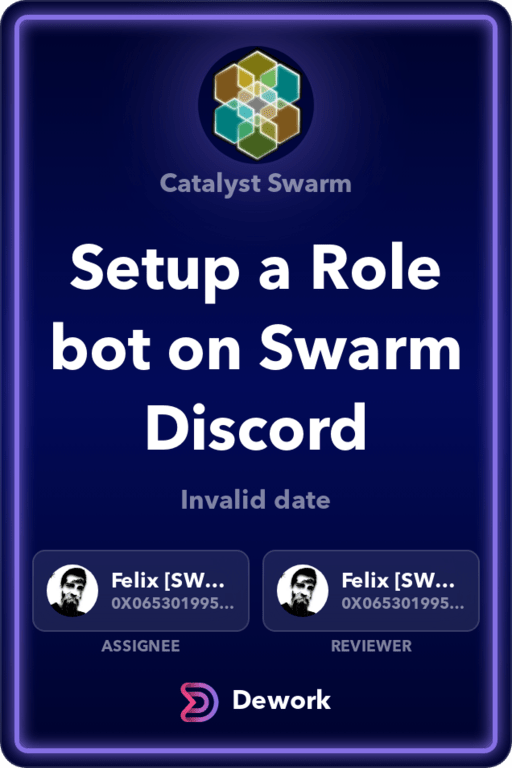 Catalyst Swarm
Setup a Role
bot on Swarm
Discord
Invalid date
Felix [SW...
0X065301995...
Felix [SW...
0X065301995...
ASSIGNEE
REVIEWER
Dework